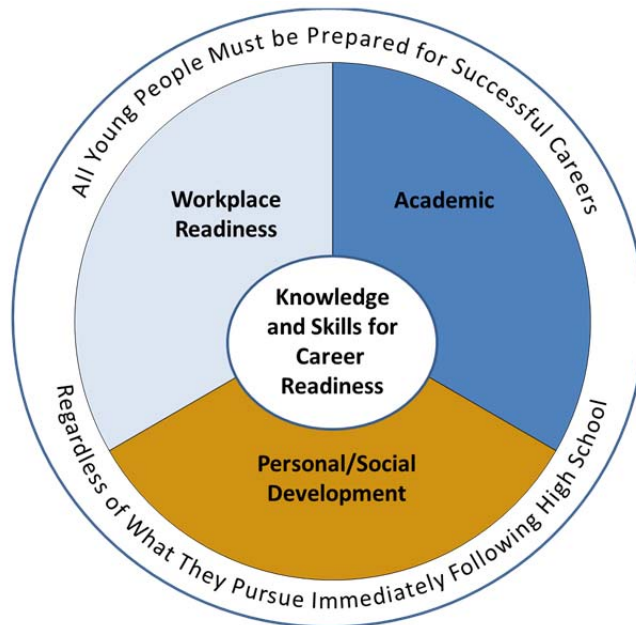 All Young People Must be Prepared for Successful Careers
Workplace
Readiness
Academic
Knowledge
and Skills for
Career
Readiness
Personal/Social
Development
Regardless of What They Pursue Immediately Following High School